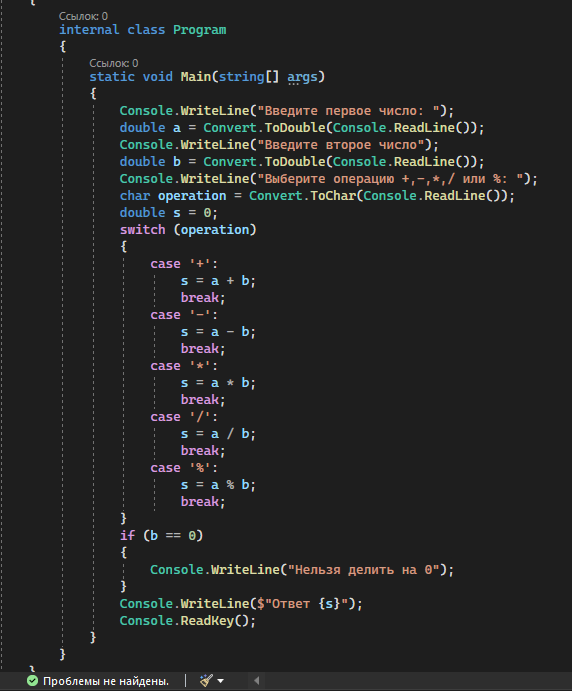 {
Ссылок: 0
internal class Program
{
Ссылок: 0
static void Main(string[] args)
{
Console.WriteLine("Введите первое число: ");
double a = Convert.ToDouble(Console.ReadLine());
Console.WriteLine("Введите второе число");
double b = Convert.ToDouble(Console.ReadLine());
Console.WriteLine("Выберите операцию +,-,*,/ или %: ");
char operation = Convert.ToChar(Console.ReadLine());
double s = 0;
switch (operation)
{
case '+':
s = a + b;
break;
case '-':
s = a - b;
break;
case '*':
s = a * b;
break;
case '/':
s = a / b;
break;
case '%':
s = a % b;
break;
}
if (b == 0)
{
Console.WriteLine("Нельзя делить на 0");
}
Console.WriteLine($"Ответ {s}");
Console.ReadKey();
}
}
}
Проблемы не найдены.